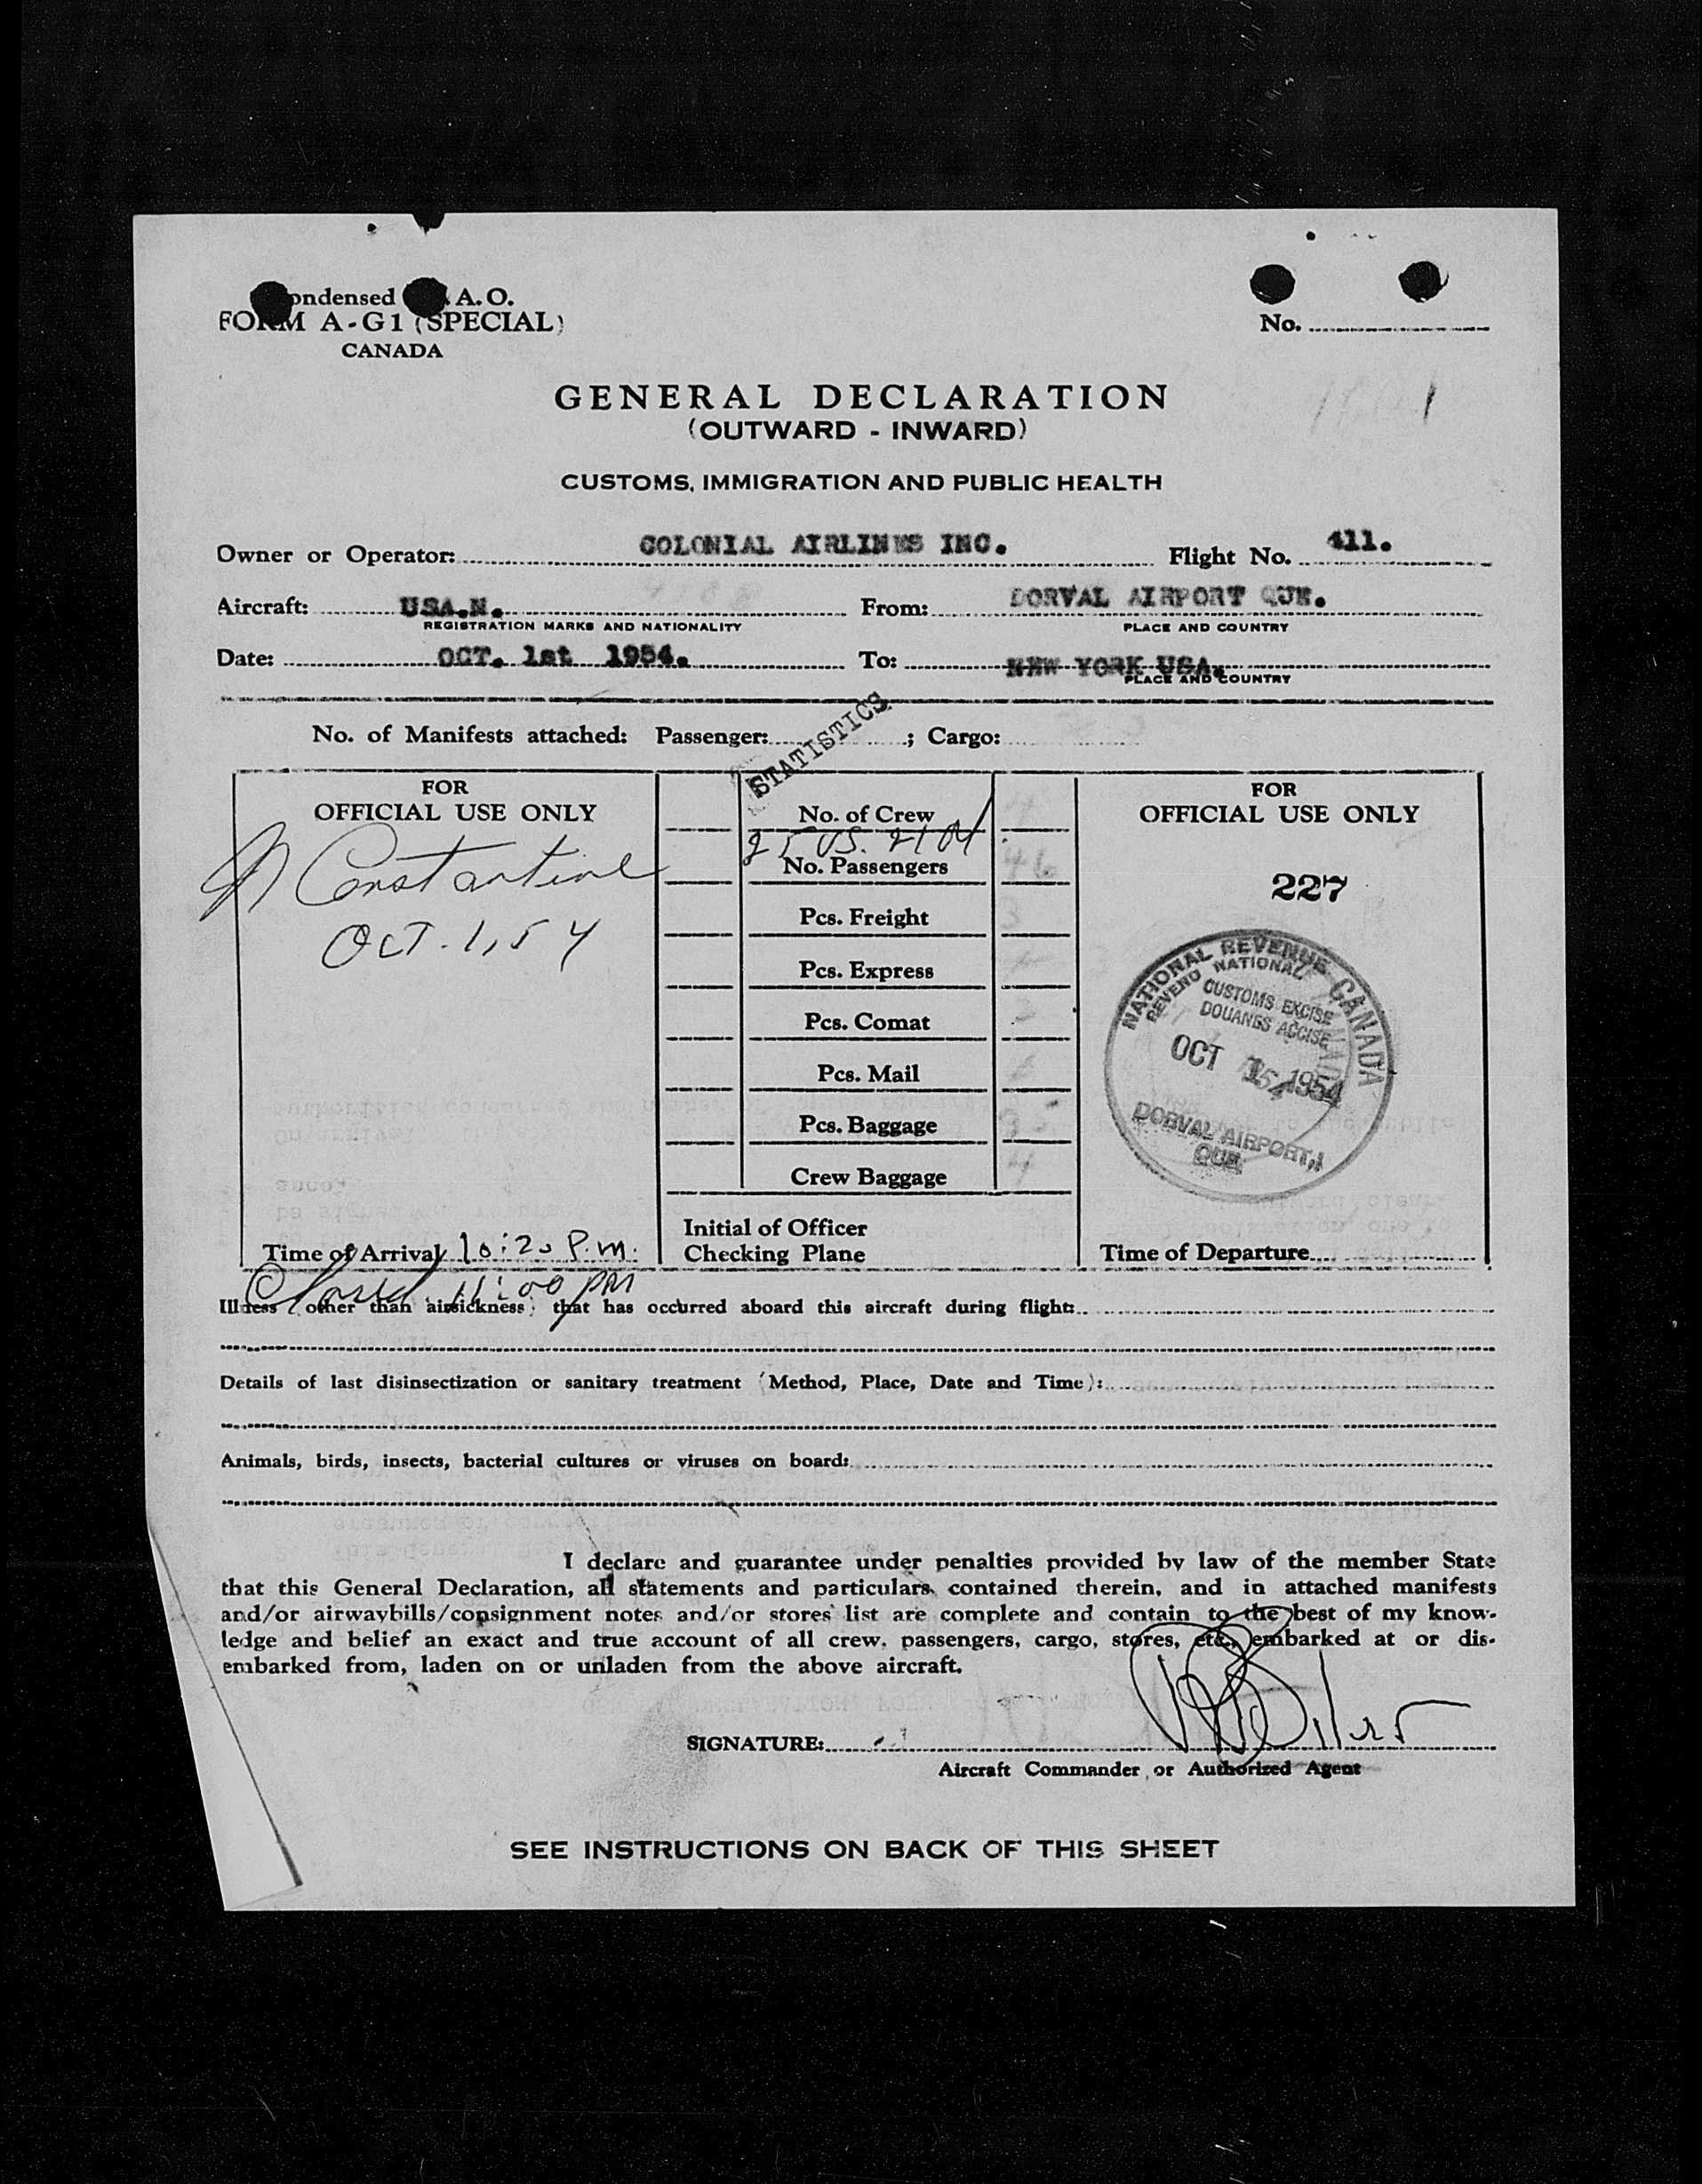 ondensed A. O.
FORM A-G1 (SPECIAL)
CANADA
No.
GENERAL DECLARATION
(OUTWARD - INWARD)
CUSTOMS, IMMIGRATION AND PUBLIC HEALTH
Owner or Operator: COLONIAL AIRLINES INC. Flight No. 411.
Aircraft: USA.N. From: DORVAL AIRPORT QUE.
REGISTRATION MARKS AND NATIONALITY PLACE AND COUNTRY
Date: OCT. 1st 1954. To: NEW YORK USA.
PLACE AND COUNTRY
No. of Manifests attached: Passenger: ; Cargo:
STATISTICS
FOR
OFFICIAL USE ONLY
Constantine
Oct. 1, 54
Time of Arrival 10:20 P.m.
No. of Crew
25 US.
No. Passengers 46
Pcs. Freight
Pcs. Express
Pcs. Comat
Pcs. Mail
Pcs. Baggage
Crew Baggage 4
Initial of Officer
Checking Plane
FOR
OFFICIAL USE ONLY
227
NATIONAL REVENUE CANADA
REVENU NATIONAL
CUSTOMS EXCISE
DOUANES ACCISE
OCT 1954
DORVAL AIRPORT,
QUE.
Time of Departure
11:00 PM
Illness (other than airsickness) that has occurred aboard this aircraft during flight:
Details of last disinsectization or sanitary treatment (Method, Place, Date and Time):
Animals, birds, insects, bacterial cultures or viruses on board:
I declare and guarantee under penalties provided by law of the member State
that this General Declaration, all statements and particulars contained therein, and in attached manifests
and/or airwaybills/consignment notes and/or stores list are complete and contain to the best of my know-
ledge and belief an exact and true account of all crew, passengers, cargo, stores, etc., embarked at or dis-
embarked from, laden on or unladen from the above aircraft.
SIGNATURE:
Aircraft Commander or Authorized Agent
SEE INSTRUCTIONS ON BACK OF THIS SHEET